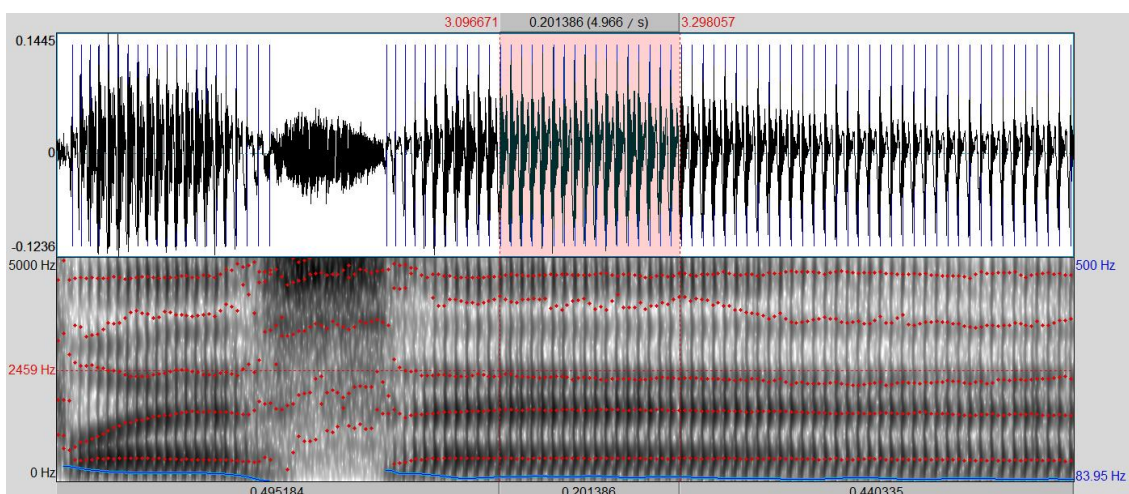 3.096671 0.201386 (4.966 / s) 3.298057
0.1445
0
-0.1236
5000 Hz 500 Hz
2459 Hz
0 Hz 83.95 Hz
0.495184 0.201386 0.440335